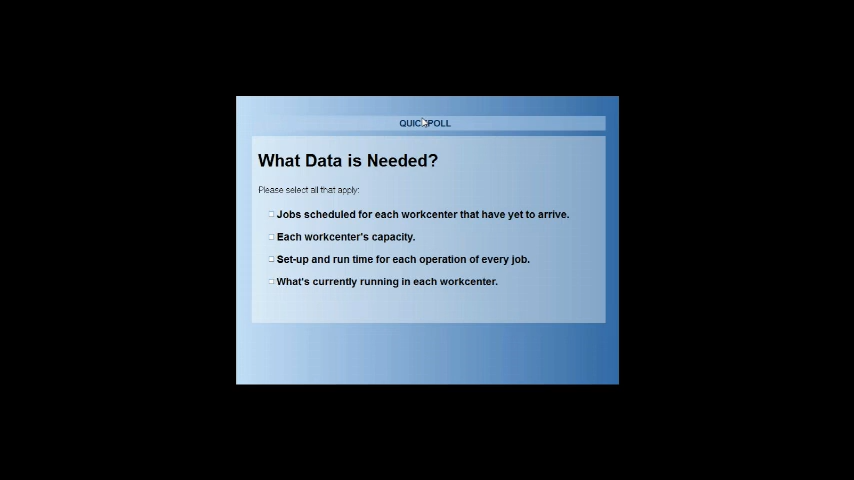 QUICKPOLL
What Data is Needed?
Please select all that apply:
Jobs scheduled for each workcenter that have yet to arrive.
Each workcenter's capacity.
Set-up and run time for each operation of every job.
What's currently running in each workcenter.